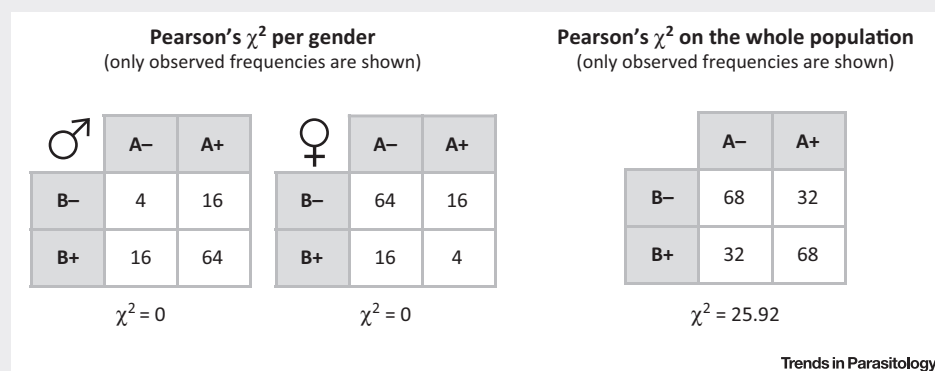 Pearson's χ² per gender
(only observed frequencies are shown)
A– A+
B– 4 16
B+ 16 64
χ² = 0
♀ A– A+
B– 64 16
B+ 16 4
χ² = 0
Pearson's χ² on the whole population
(only observed frequencies are shown)
A– A+
B– 68 32
B+ 32 68
χ² = 25.92
Trends in Parasitology